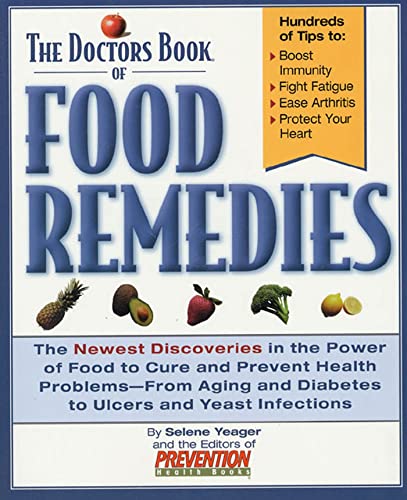 THE DOCTORS BOOK
OF
FOOD
REMEDIES
Hundreds
of Tips to:
Boost
Immunity
Fight Fatigue
Ease Arthritis
Protect Your
Heart
The Newest Discoveries in the Power
of Food to Cure and Prevent Health
Problems—From Aging and Diabetes
to Ulcers and Yeast Infections
By Selene Yeager
and the Editors of
PREVENTION
Health Books